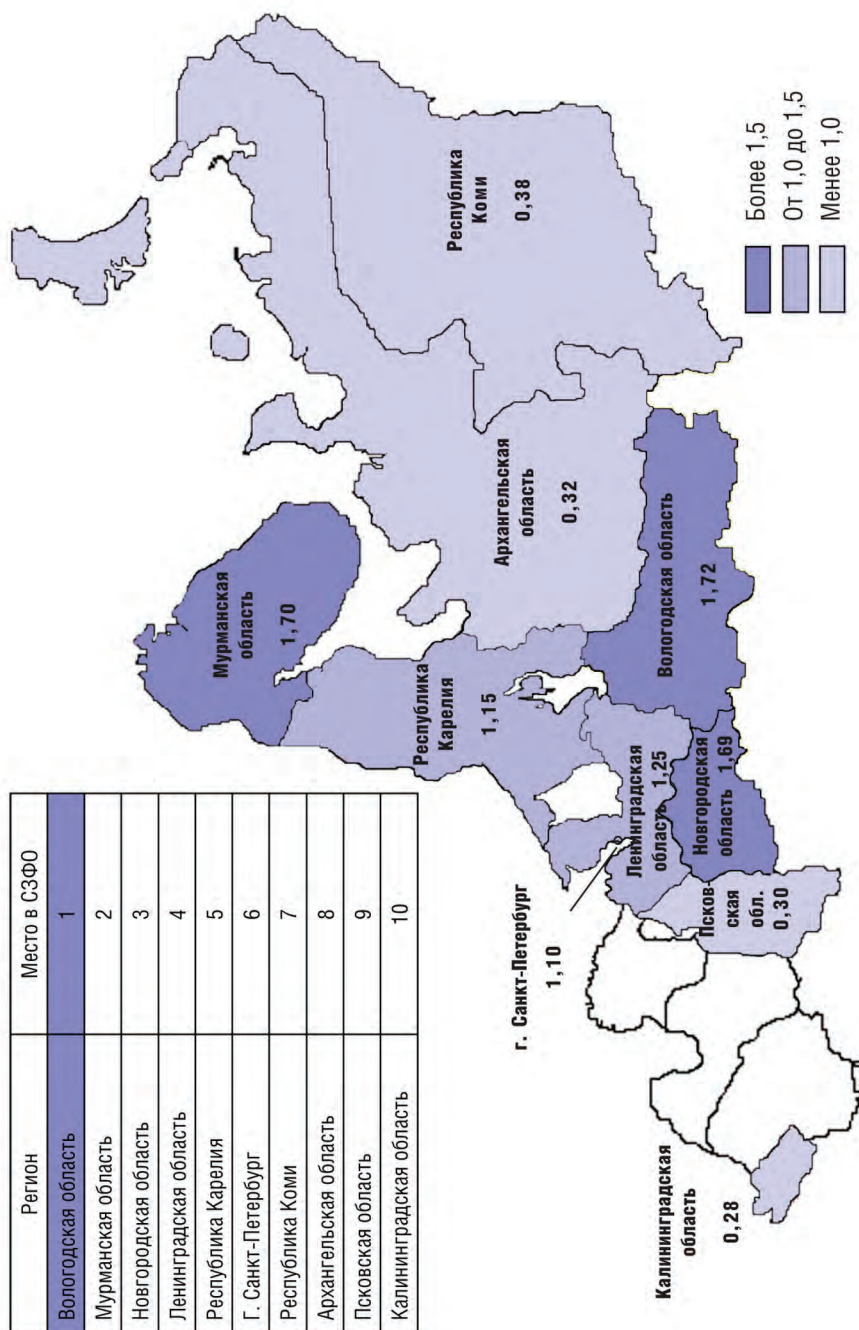 Регион Место в СЗФО
Вологодская область 1
Мурманская область 2
Новгородская область 3
Ленинградская область 4
Республика Карелия 5
Г. Санкт-Петербург 6
Республика Коми 7
Архангельская область 8
Псковская область 9
Калининградская область 10
Мурманская
область
1,70
Республика
Карелия
1,15
Республика
Коми
0,38
Архангельская
область
0,32
г. Санкт-Петербург
1,10
Ленинградская
область 1,25
Вологодская область
1,72
Новгородская
область 1,69
Псков-
ская
обл.
0,30
Калининградская
область
0,28
Более 1,5
От 1,0 до 1,5
Менее 1,0